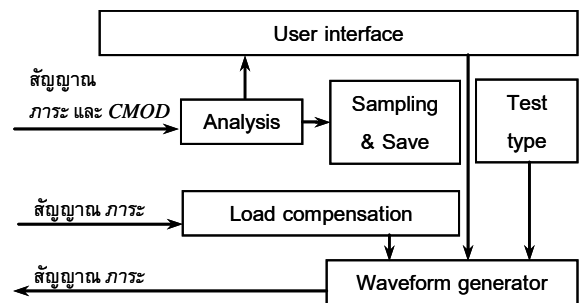 User interface
สัญญาณ
ภาระ และ CMOD
Analysis
Sampling
& Save
Test
type
สัญญาณ ภาระ
Load compensation
สัญญาณ ภาระ
Waveform generator